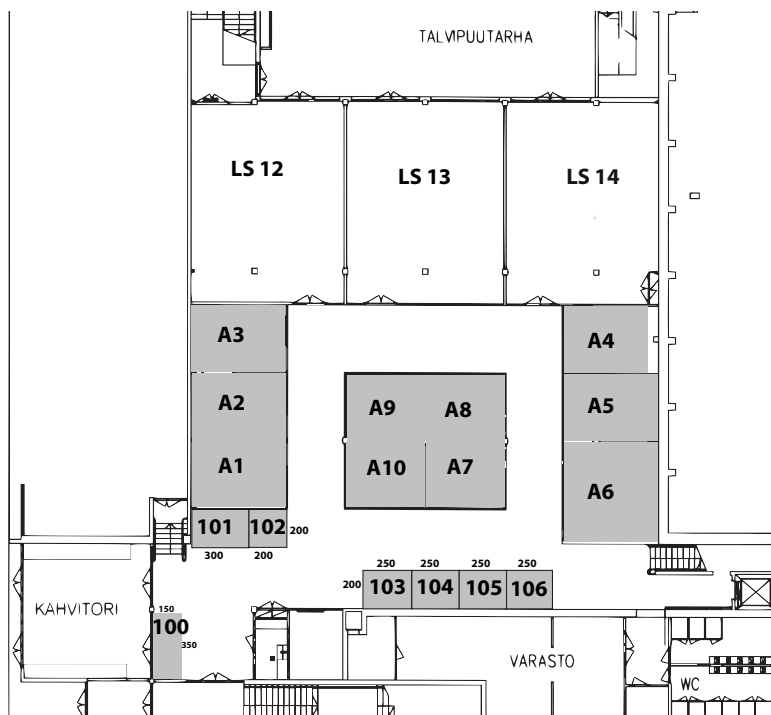 TALVIPUUTARHA
LS 12
LS 13
LS 14
A3
A4
A2
A9
A8
A5
A1
A10
A7
A6
101
102
200
300
200
250
250
250
250
200
103
104
105
106
KAHVITORI
150
100
350
VARASTO
WC